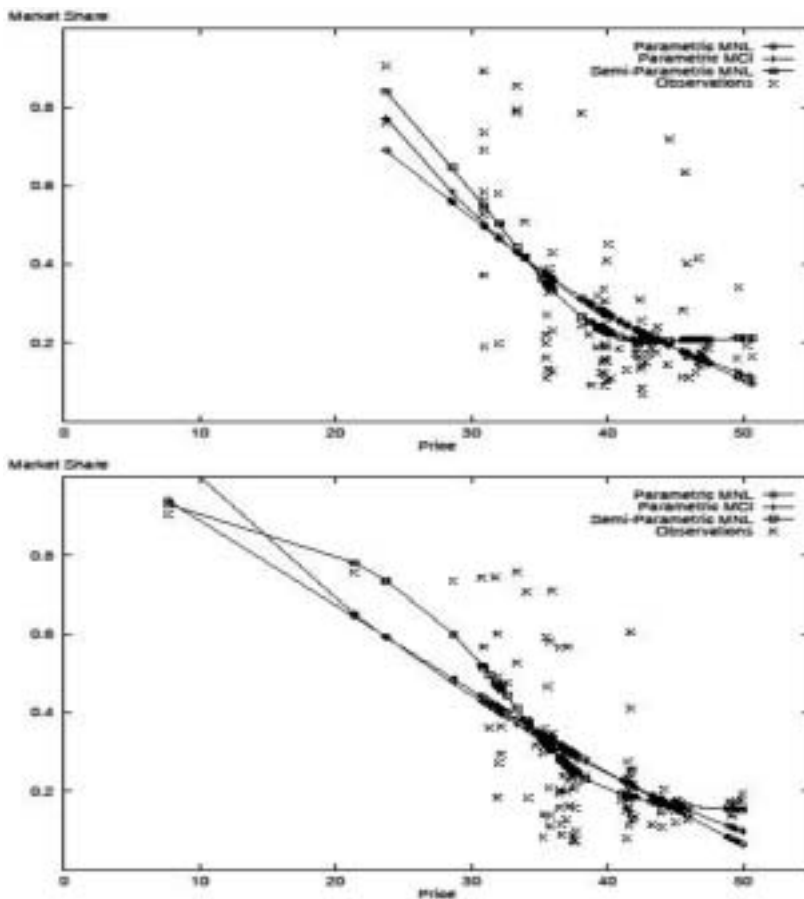 Market Share
Parametric MNL
Parametric MCI
Semi-Parametric MNL
Observations
0.8
0.6
0.4
0.2
0 10 20 30 40 50
Price
Market Share
Parametric MNL
Parametric MCI
Semi-Parametric MNL
Observations
0.8
0.6
0.4
0.2
0 10 20 30 40 50
Price